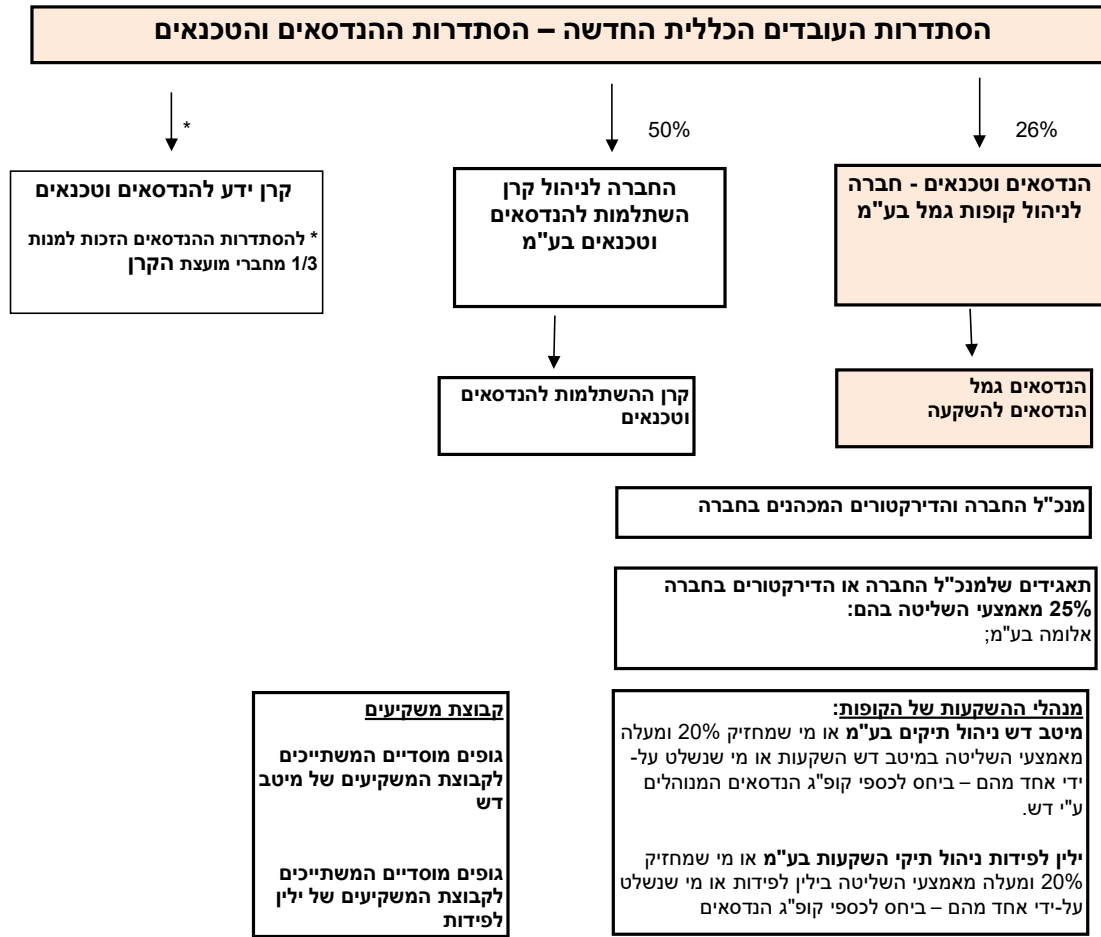 הסתדרות העובדים הכללית החדשה – הסתדרות ההנדסאים והטכנאים
26%
50%
*
הנדסאים וטכנאים - חברה
לניהול קופות גמל בע"מ
החברה לניהול קרן
השתלמות להנדסאים
וטכנאים בע"מ
קרן ידע להנדסאים וטכנאים
* להסתדרות ההנדסאים הזכות למנות
1/3 מחברי מועצת הקרן
הנדסאים גמל
הנדסאים להשקעה
קרן ההשתלמות להנדסאים
וטכנאים
מנכ"ל החברה והדירקטורים המכהנים בחברה
תאגידים שלמנכ"ל החברה או הדירקטורים בחברה
25% מאמצעי השליטה בהם:
אלומה בע"מ;
מנהלי ההשקעות של הקופות:
מיטב דש ניהול תיקים בע"מ או מי שמחזיק 20% ומעלה
מאמצעי השליטה במיטב דש השקעות או מי שנשלט על-
ידי אחד מהם – ביחס לכספי קופ"ג הנדסאים המנוהלים
ע"י דש.
ילין לפידות ניהול תיקי השקעות בע"מ או מי שמחזיק
20% ומעלה מאמצעי השליטה בילין לפידות או מי שנשלט
על-ידי אחד מהם – ביחס לכספי קופ"ג הנדסאים
קבוצת משקיעים
גופים מוסדיים המשתייכים
לקבוצת המשקיעים של מיטב
דש
גופים מוסדיים המשתייכים
לקבוצת המשקיעים של ילין
לפידות